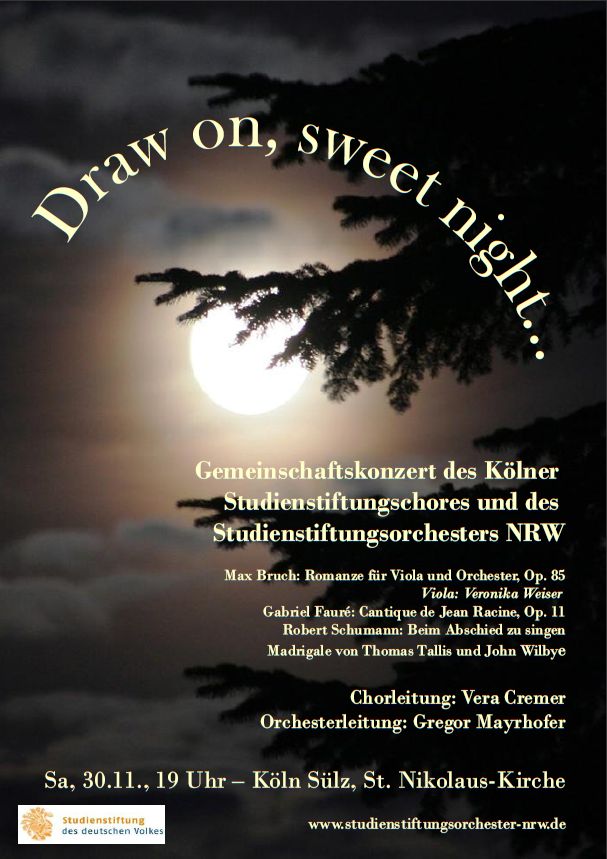 Draw on, sweet night...
Gemeinschaftskonzert des Kölner
Studienstiftungschores und des
Studienstiftungsorchesters NRW
Max Bruch: Romanze für Viola und Orchester, Op. 85
Viola: Veronika Weiser
Gabriel Fauré: Cantique de Jean Racine, Op. 11
Robert Schumann: Beim Abschied zu singen
Madrigale von Thomas Tallis und John Wilbye
Chorleitung: Vera Cremer
Orchesterleitung: Gregor Mayrhofer
Sa, 30.11., 19 Uhr – Köln Sülz, St. Nikolaus-Kirche
Studienstiftung
des deutschen Volkes
www.studienstiftungsorchester-nrw.de